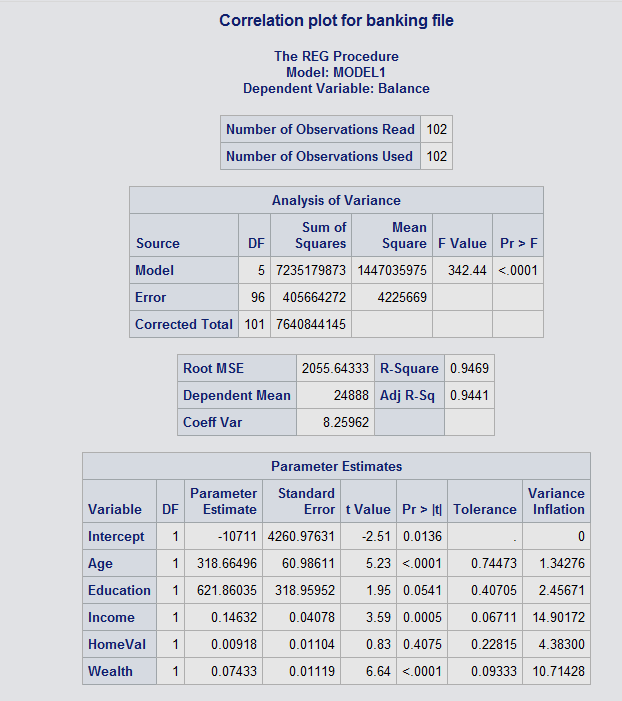 Correlation plot for banking file
The REG Procedure
Model: MODEL1
Dependent Variable: Balance
Number of Observations Read 102
Number of Observations Used 102
Analysis of Variance
Source DF Sum of Squares Mean Square F Value Pr > F
Model 5 7235179873 1447035975 342.44 <.0001
Error 96 405664272 4225669
Corrected Total 101 7640844145
Root MSE 2055.64333 R-Square 0.9469
Dependent Mean 24888 Adj R-Sq 0.9441
Coeff Var 8.25962
Parameter Estimates
Variable DF Parameter Estimate Standard Error t Value Pr > |t| Tolerance Variance Inflation
Intercept 1 -10711 4260.97631 -2.51 0.0136 . 0
Age 1 318.66496 60.98611 5.23 <.0001 0.74473 1.34276
Education 1 621.86035 318.95952 1.95 0.0541 0.40705 2.45671
Income 1 0.14632 0.04078 3.59 0.0005 0.06711 14.90172
HomeVal 1 0.00918 0.01104 0.83 0.4075 0.22815 4.38300
Wealth 1 0.07433 0.01119 6.64 <.0001 0.09333 10.71428